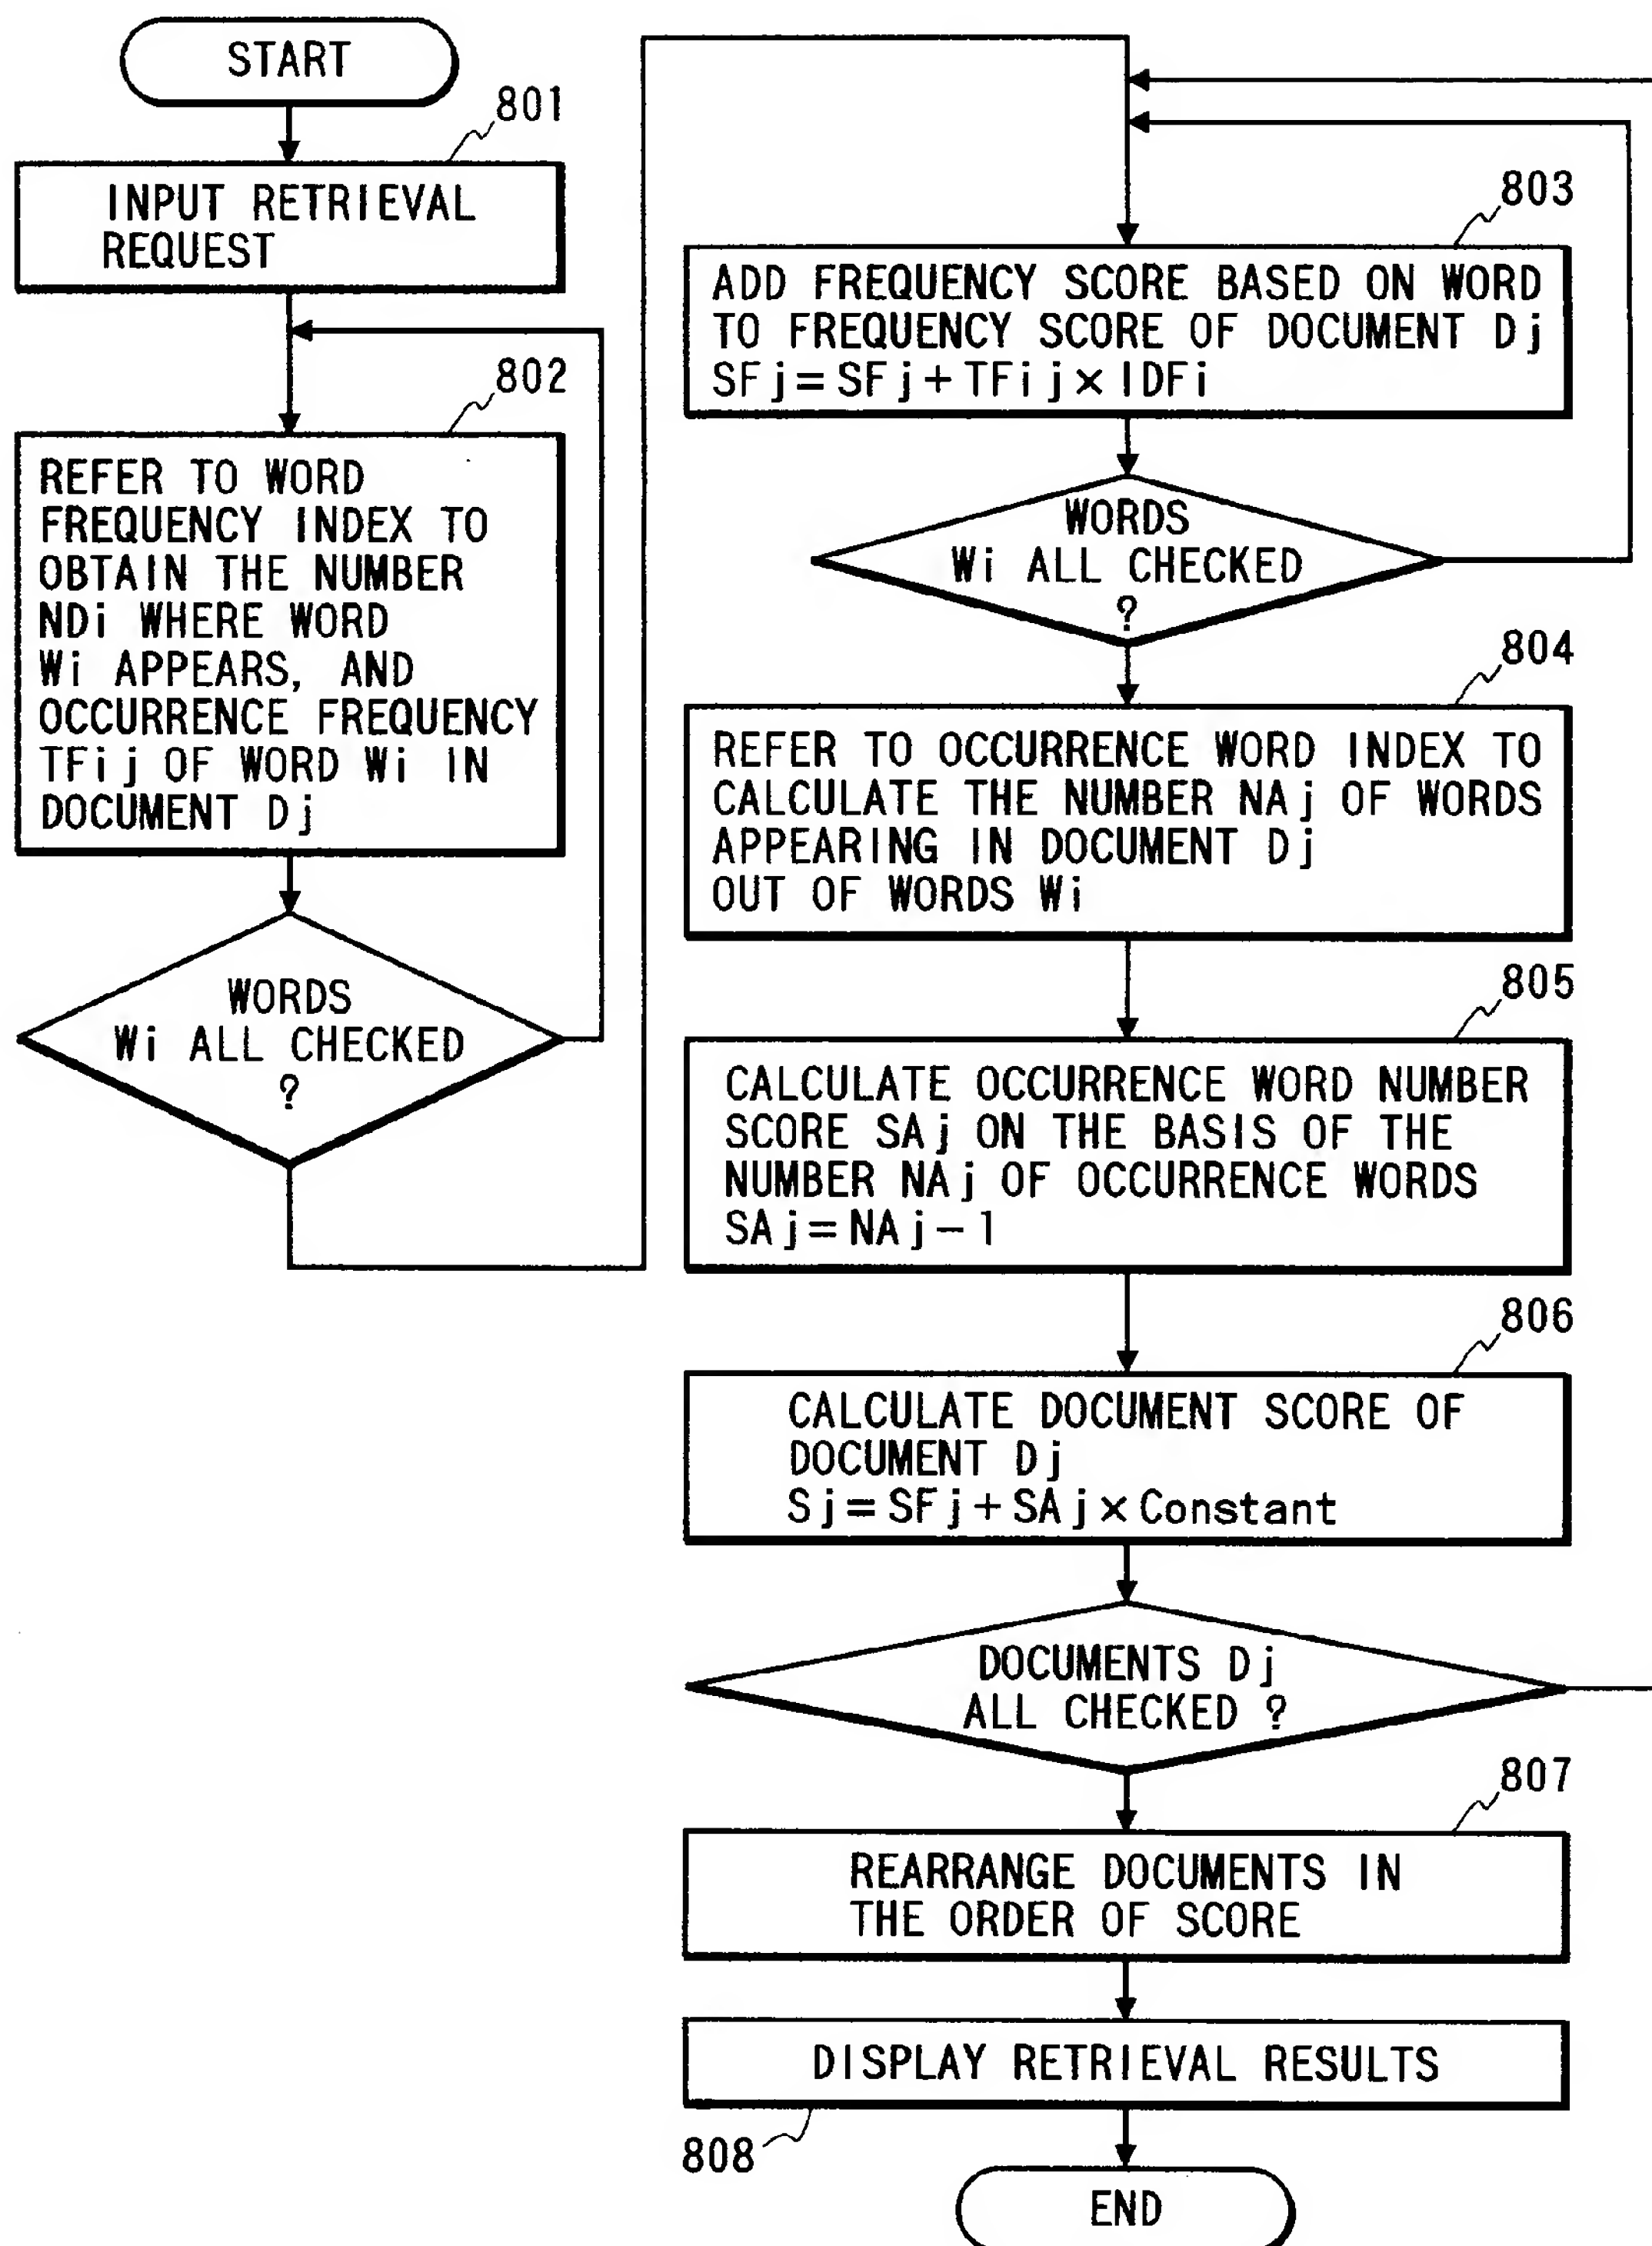 START
801
INPUT RETRIEVAL
REQUEST
802
REFER TO WORD
FREQUENCY INDEX TO
OBTAIN THE NUMBER
NDi WHERE WORD
Wi APPEARS, AND
OCCURRENCE FREQUENCY
TFij OF WORD Wi IN
DOCUMENT Dj
WORDS
Wi ALL CHECKED
?
803
ADD FREQUENCY SCORE BASED ON WORD
TO FREQUENCY SCORE OF DOCUMENT Dj
SFj=SFj+TFij×IDFi
WORDS
Wi ALL CHECKED
?
804
REFER TO OCCURRENCE WORD INDEX TO
CALCULATE THE NUMBER NAj OF WORDS
APPEARING IN DOCUMENT Dj
OUT OF WORDS Wi
805
CALCULATE OCCURRENCE WORD NUMBER
SCORE SAj ON THE BASIS OF THE
NUMBER NAj OF OCCURRENCE WORDS
SAj=NAj-1
806
CALCULATE DOCUMENT SCORE OF
DOCUMENT Dj
Sj=SFj+SAj×Constant
DOCUMENTS Dj
ALL CHECKED ?
807
REARRANGE DOCUMENTS IN
THE ORDER OF SCORE
DISPLAY RETRIEVAL RESULTS
808
END